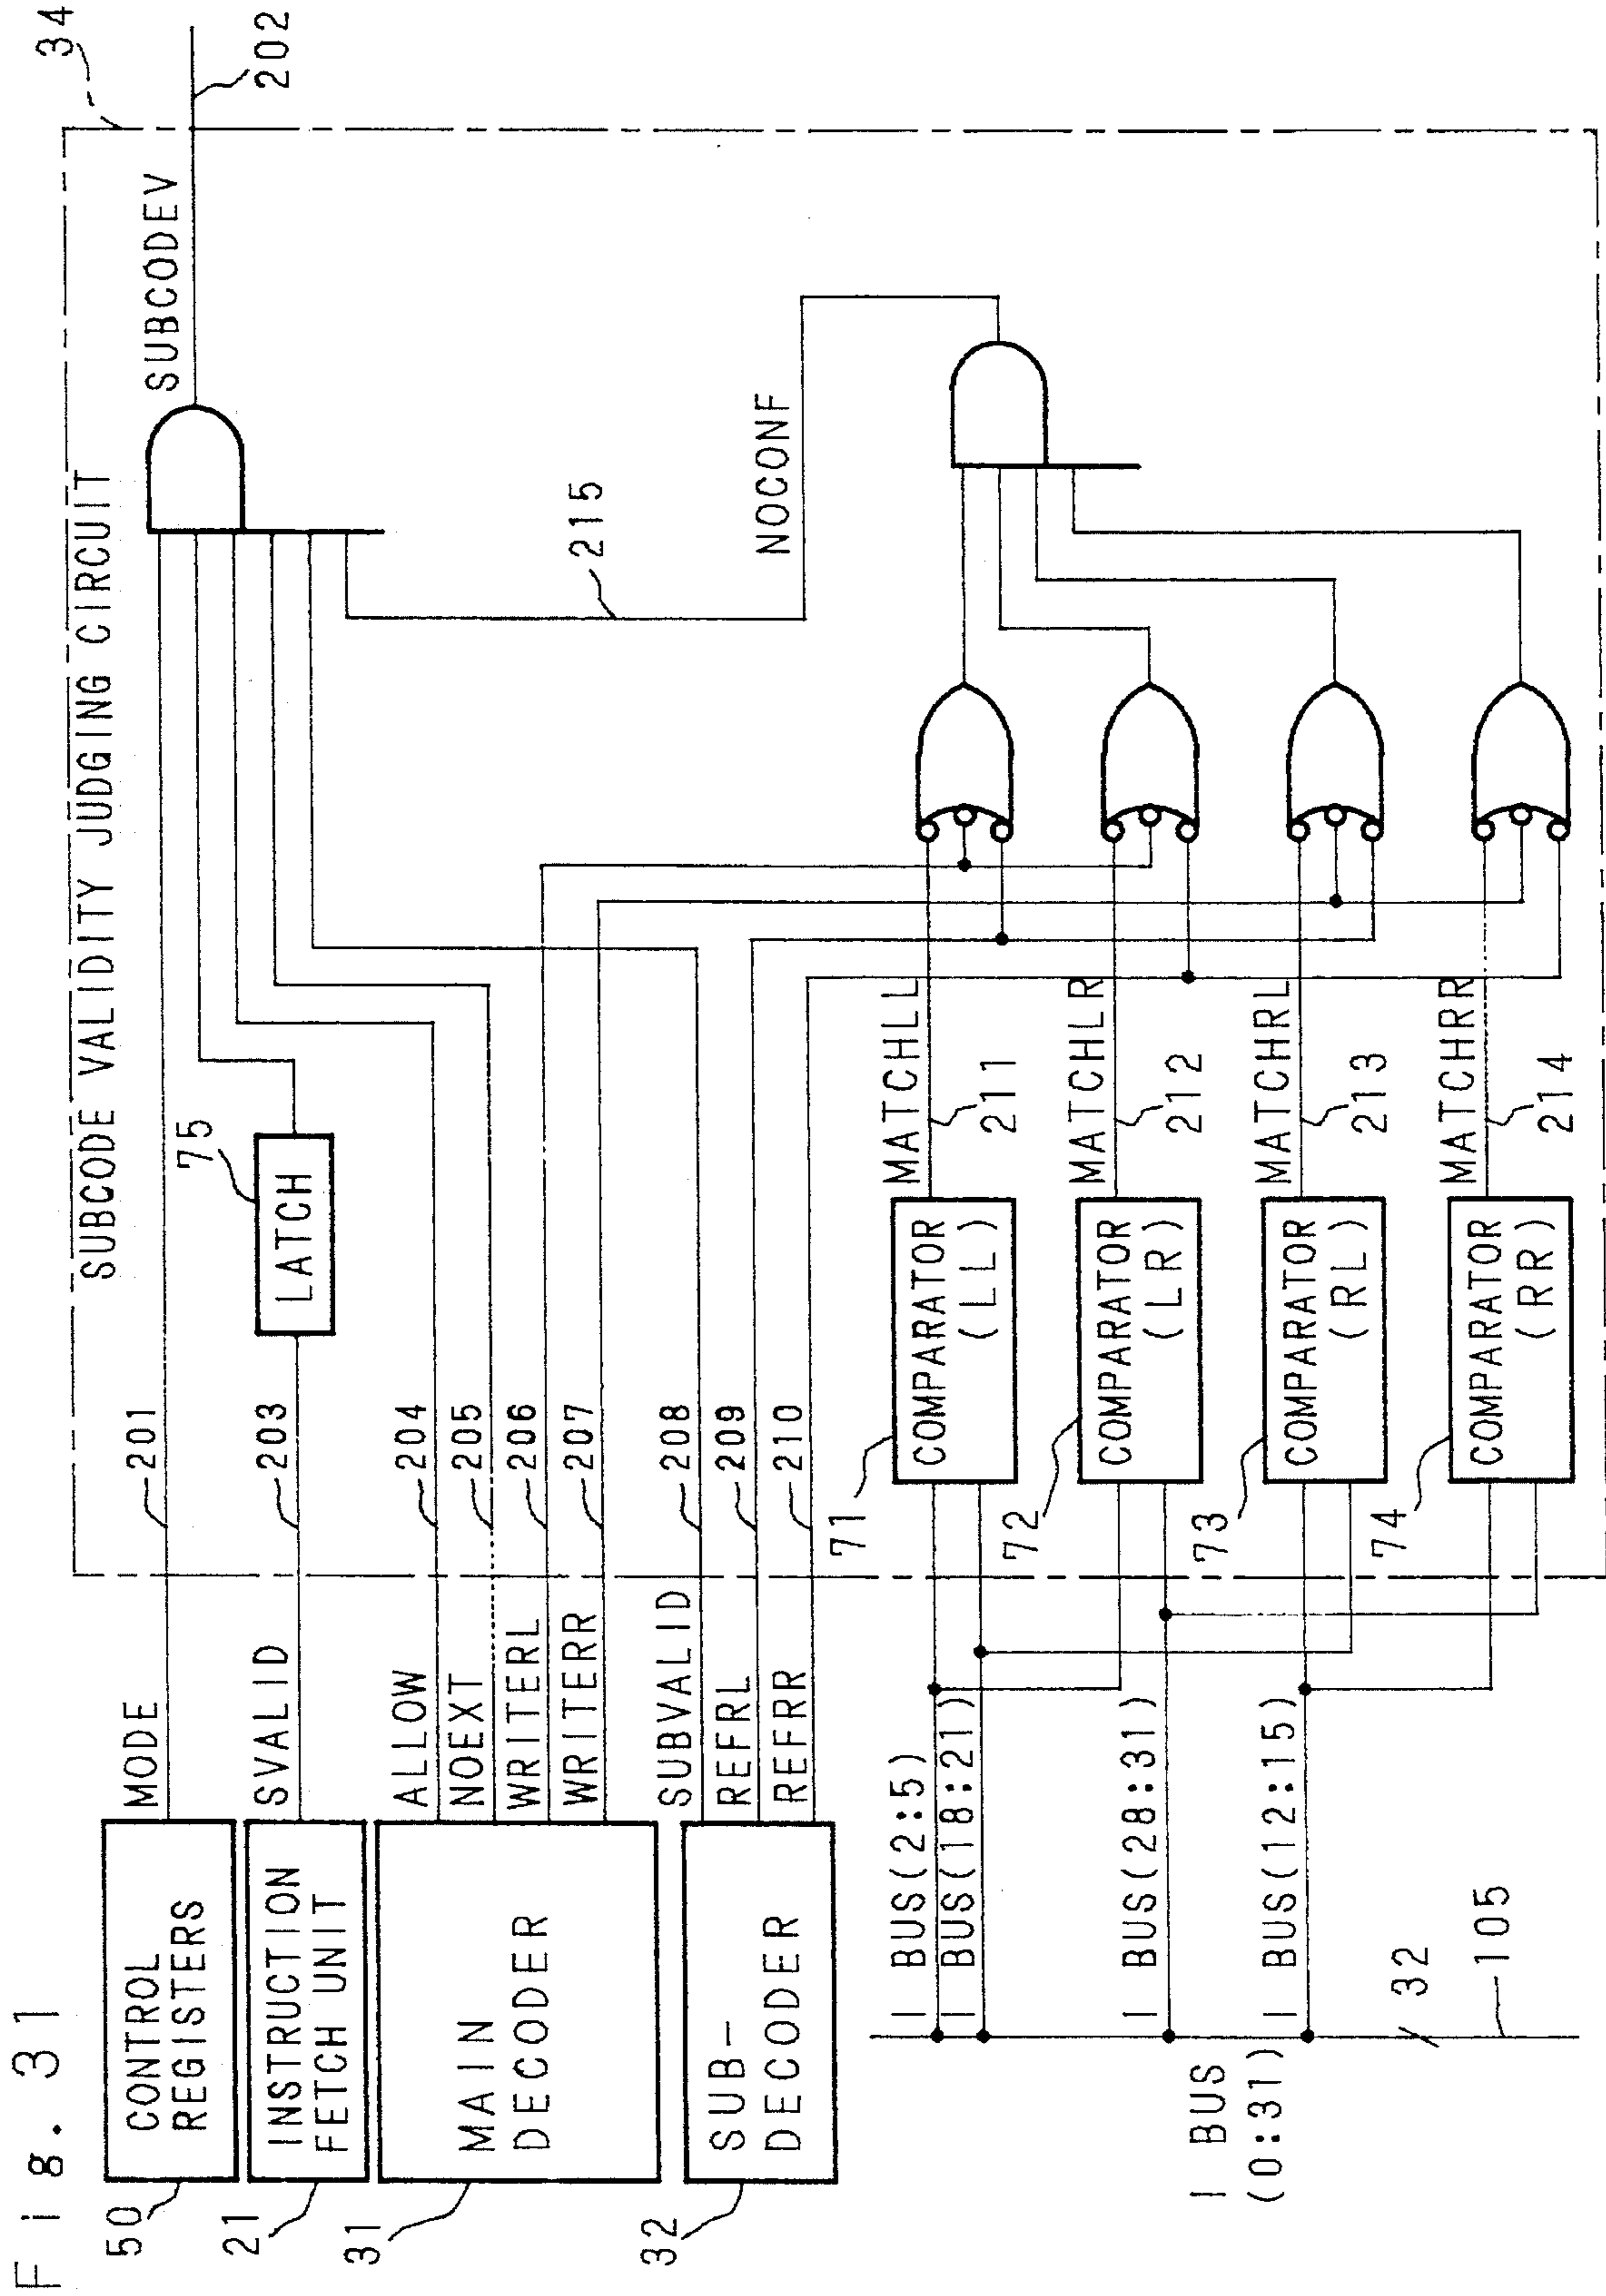 Fig. 31
34
SUBCODE VALIDITY JUDGING CIRCUIT
50
CONTROL
REGISTERS
MODE
201
SUBCODEV
202
21
INSTRUCTION
FETCH UNIT
SVALID
203
75
LATCH
31
MAIN
DECODER
ALLOW
204
NOEXT
205
WRITERL
206
WRITERR
207
215
32
SUB-
DECODER
SUBVALID
208
REFRL
209
REFRR
210
NOCONF
I BUS(2:5)
I BUS(18:21)
71
COMPARATOR
(LL)
MATCHLL
211
I BUS(28:31)
72
COMPARATOR
(LR)
MATCHLR
212
I BUS(12:15)
73
COMPARATOR
(RL)
MATCHRL
213
74
COMPARATOR
(RR)
MATCHRR
214
I BUS
(0:31)
32
105